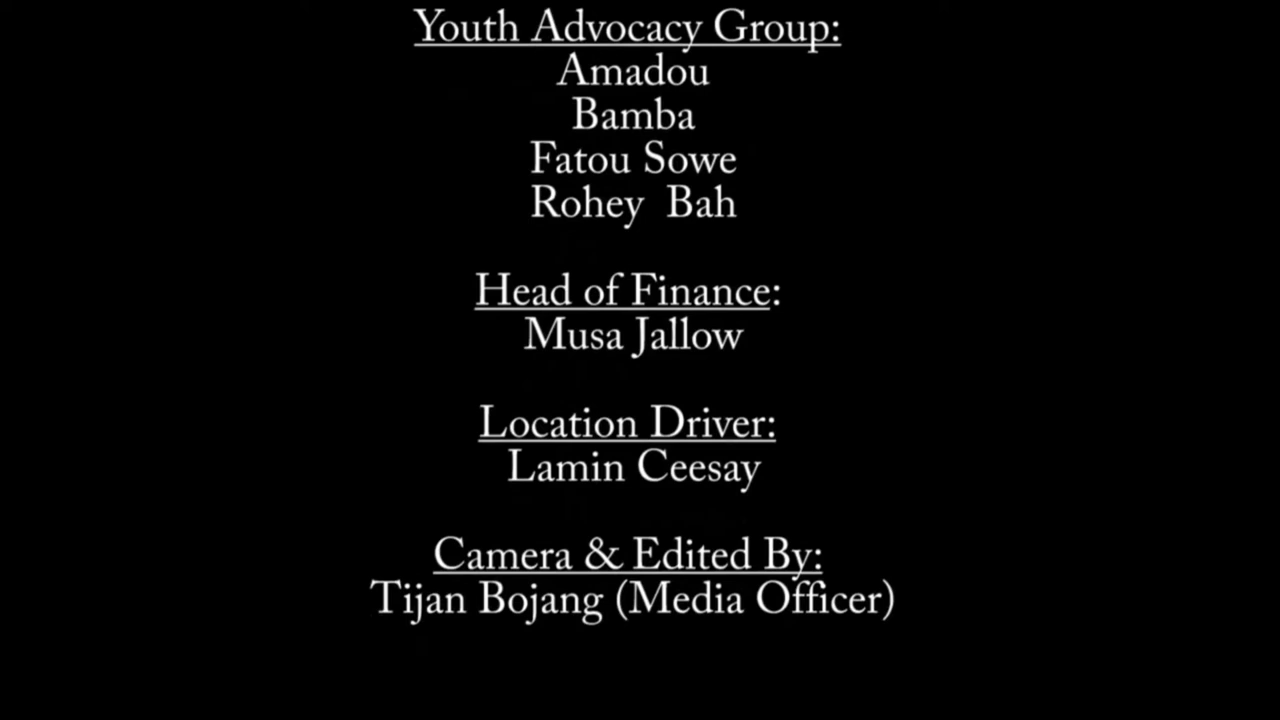 Youth Advocacy Group:
Amadou
Bamba
Fatou Sowe
Rohey  Bah
Head of Finance:
Musa Jallow
Location Driver:
Lamin Ceesay
Camera & Edited By:
Tijan Bojang (Media Officer)